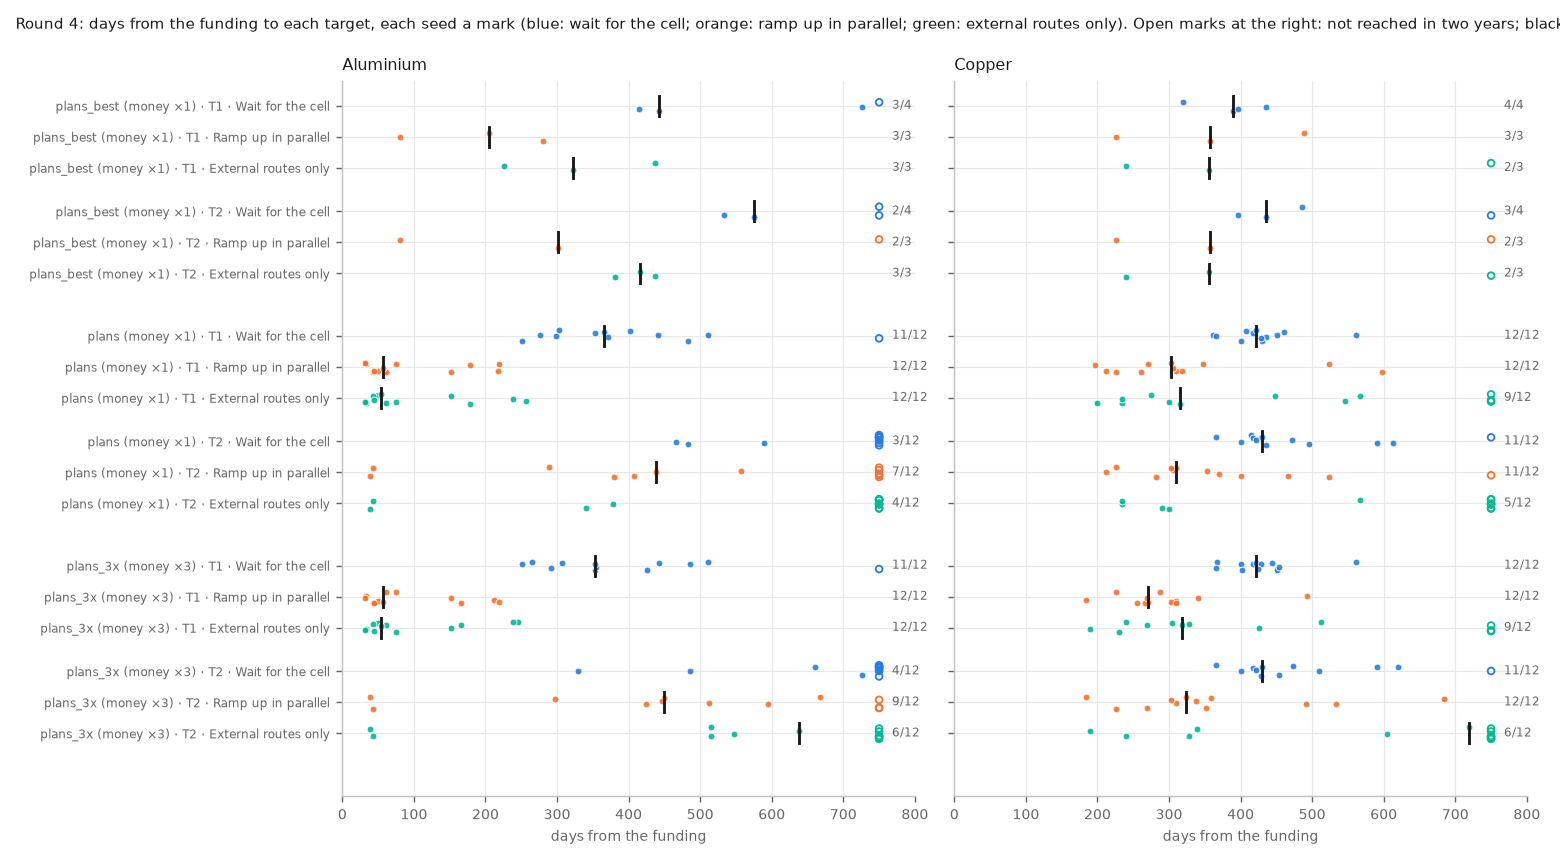 Round 4: days from the funding to each target, each seed a mark (blue: wait for the cell; orange: ramp up in parallel; green: external routes only). Open marks at the right: not reached in two years; black
Aluminium
Copper
plans_best (money ×1) · T1 · Wait for the cell 3/4 4/4
plans_best (money ×1) · T1 · Ramp up in parallel 3/3 3/3
plans_best (money ×1) · T1 · External routes only 3/3 2/3
plans_best (money ×1) · T2 · Wait for the cell 2/4 3/4
plans_best (money ×1) · T2 · Ramp up in parallel 2/3 2/3
plans_best (money ×1) · T2 · External routes only 3/3 2/3
plans (money ×1) · T1 · Wait for the cell 11/12 12/12
plans (money ×1) · T1 · Ramp up in parallel 12/12 12/12
plans (money ×1) · T1 · External routes only 12/12 9/12
plans (money ×1) · T2 · Wait for the cell 3/12 11/12
plans (money ×1) · T2 · Ramp up in parallel 7/12 11/12
plans (money ×1) · T2 · External routes only 4/12 5/12
plans_3x (money ×3) · T1 · Wait for the cell 11/12 12/12
plans_3x (money ×3) · T1 · Ramp up in parallel 12/12 12/12
plans_3x (money ×3) · T1 · External routes only 12/12 9/12
plans_3x (money ×3) · T2 · Wait for the cell 4/12 11/12
plans_3x (money ×3) · T2 · Ramp up in parallel 9/12 12/12
plans_3x (money ×3) · T2 · External routes only 6/12 6/12
0 100 200 300 400 500 600 700 800
0 100 200 300 400 500 600 700 800
days from the funding
days from the funding